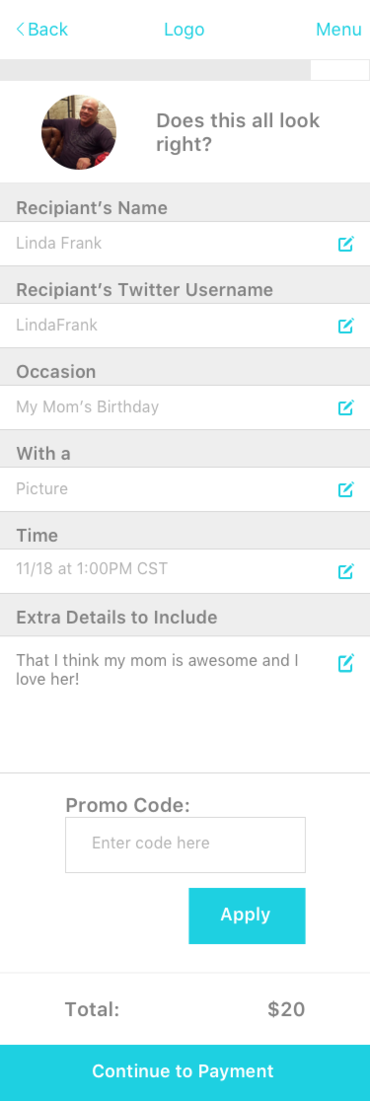 Back Logo Menu
Does this all look
right?
Recipiant’s Name
Linda Frank
Recipiant’s Twitter Username
LindaFrank
Occasion
My Mom’s Birthday
With a
Picture
Time
11/18 at 1:00PM CST
Extra Details to Include
That I think my mom is awesome and I
love her!
Promo Code:
Enter code here
Apply
Total: $20
Continue to Payment